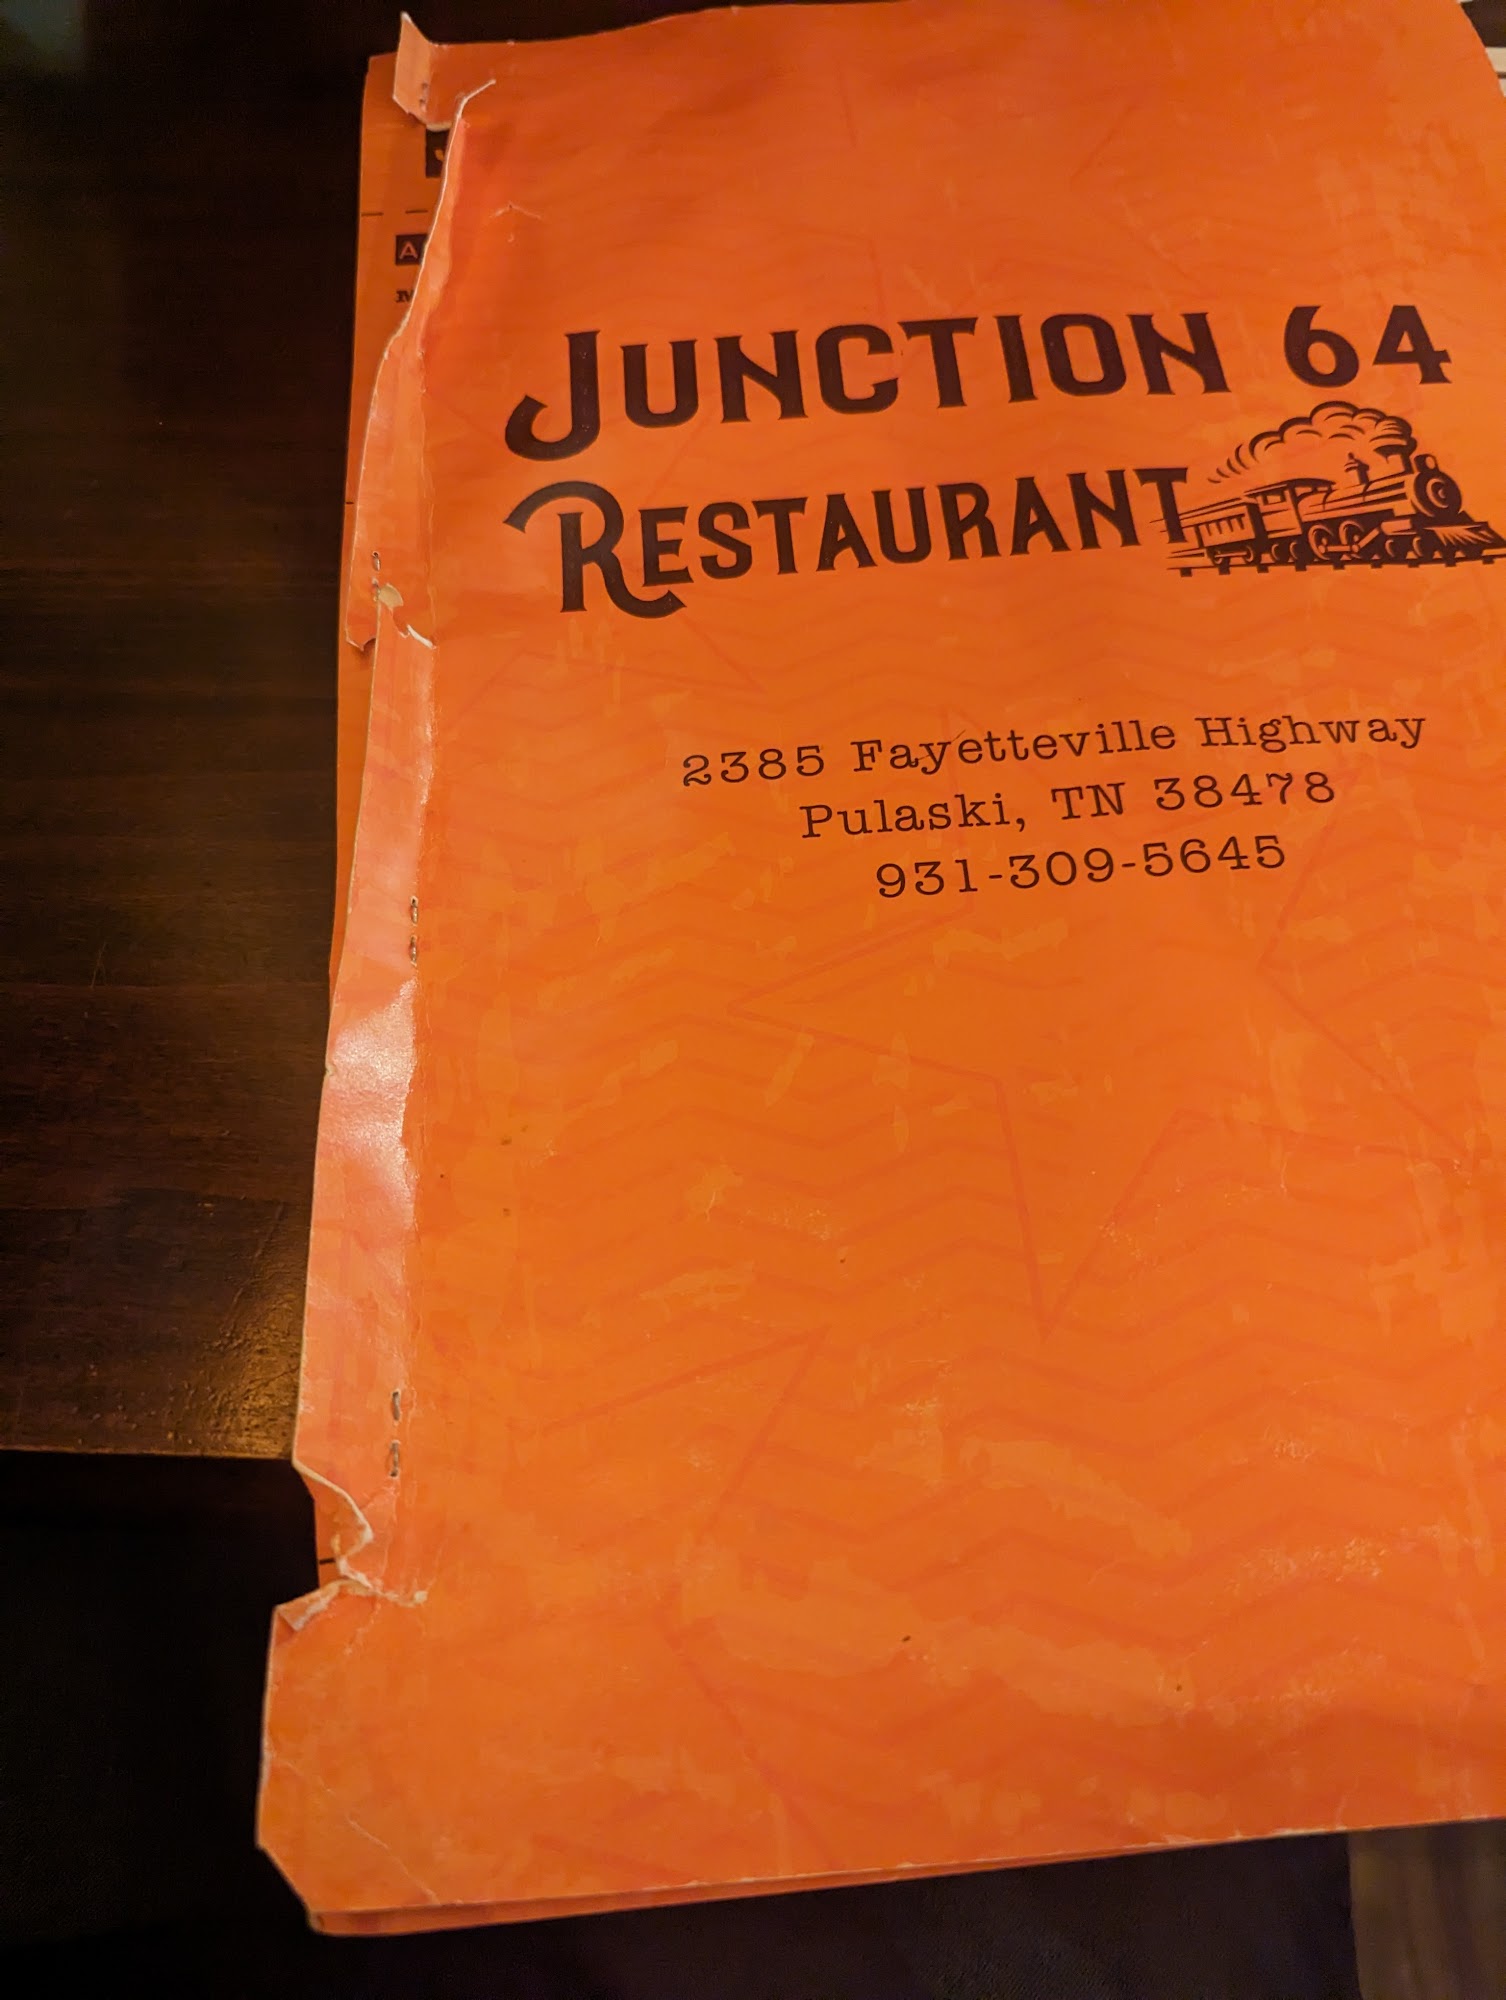 JUNCTION 64
RESTAURANT
2385 Fayetteville Highway
Pulaski, TN 38478
931-309-5645